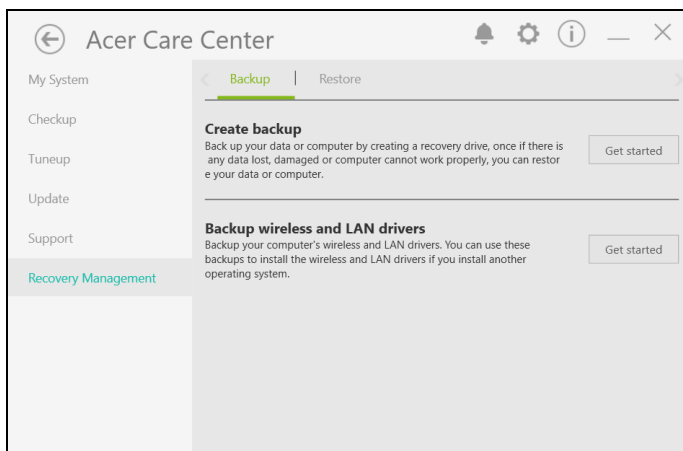 Acer Care Center
My System
Checkup
Tuneup
Update
Support
Recovery Management
Backup | Restore
Create backup
Back up your data or computer by creating a recovery drive, once if there is
any data lost, damaged or computer cannot work properly, you can restor
e your data or computer.
Get started
Backup wireless and LAN drivers
Backup your computer's wireless and LAN drivers. You can use these
backups to install the wireless and LAN drivers if you install another
operating system.
Get started